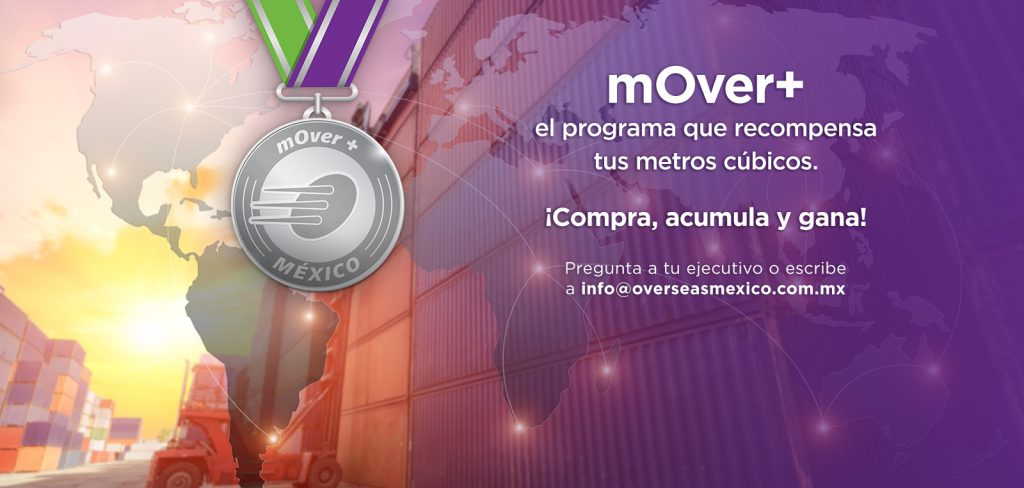 mOver +
MÉXICO
mOver+
el programa que recompensa
tus metros cúbicos.
¡Compra, acumula y gana!
Pregunta a tu ejecutivo o escribe
a info@overseasmexico.com.mx